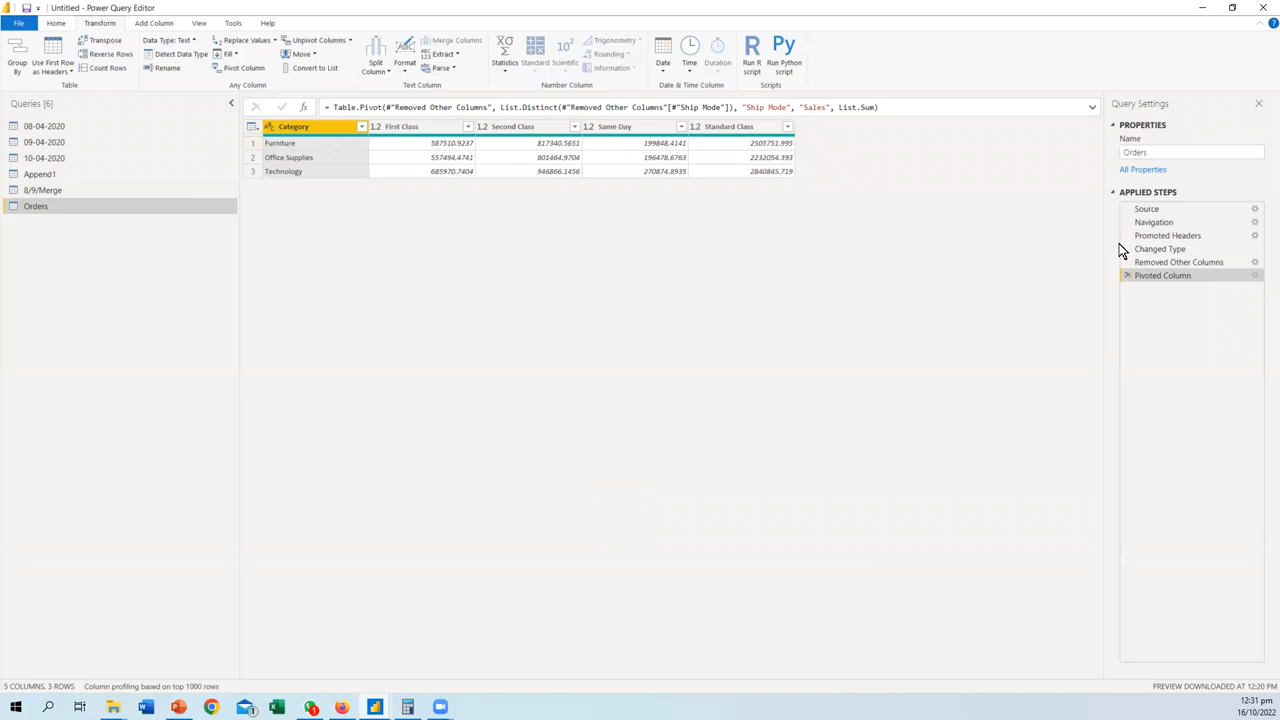 Untitled - Power Query Editor
File Home Transform Add Column View Tools Help
Group By
Use First Row as Headers
Transpose
Reverse Rows
Count Rows
Table
Data Type: Text
Detect Data Type
Rename
Replace Values
Fill
Pivot Column
Unpivot Columns
Move
Convert to List
Any Column
Split Column
Format
ABC
Merge Columns
Extract
Parse
Text Column
Statistics
Standard
Scientific
Trigonometry
Rounding
Information
Number Column
Date
Time
Duration
Date & Time Column
Run R script
Run Python script
Scripts
Queries [6]
08-04-2020
09-04-2020
10-04-2020
Append1
8/9/Merge
Orders
= Table.Pivot(#"Removed Other Columns", List.Distinct(#"Removed Other Columns"[#"Ship Mode"]), "Ship Mode", "Sales", List.Sum)
Category 1.2 First Class 1.2 Second Class 1.2 Same Day 1.2 Standard Class
1 Furniture 587510.9237 817340.5651 199848.4141 2505751.995
2 Office Supplies 557494.4741 801464.9704 196478.6763 2232054.393
3 Technology 685970.7404 946866.1456 270874.8935 2840845.719
Query Settings
PROPERTIES
Name
Orders
All Properties
APPLIED STEPS
Source
Navigation
Promoted Headers
Changed Type
Removed Other Columns
Pivoted Column
5 COLUMNS, 3 ROWS Column profiling based on top 1000 rows
PREVIEW DOWNLOADED AT 12:20 PM
12:31 pm
16/10/2022